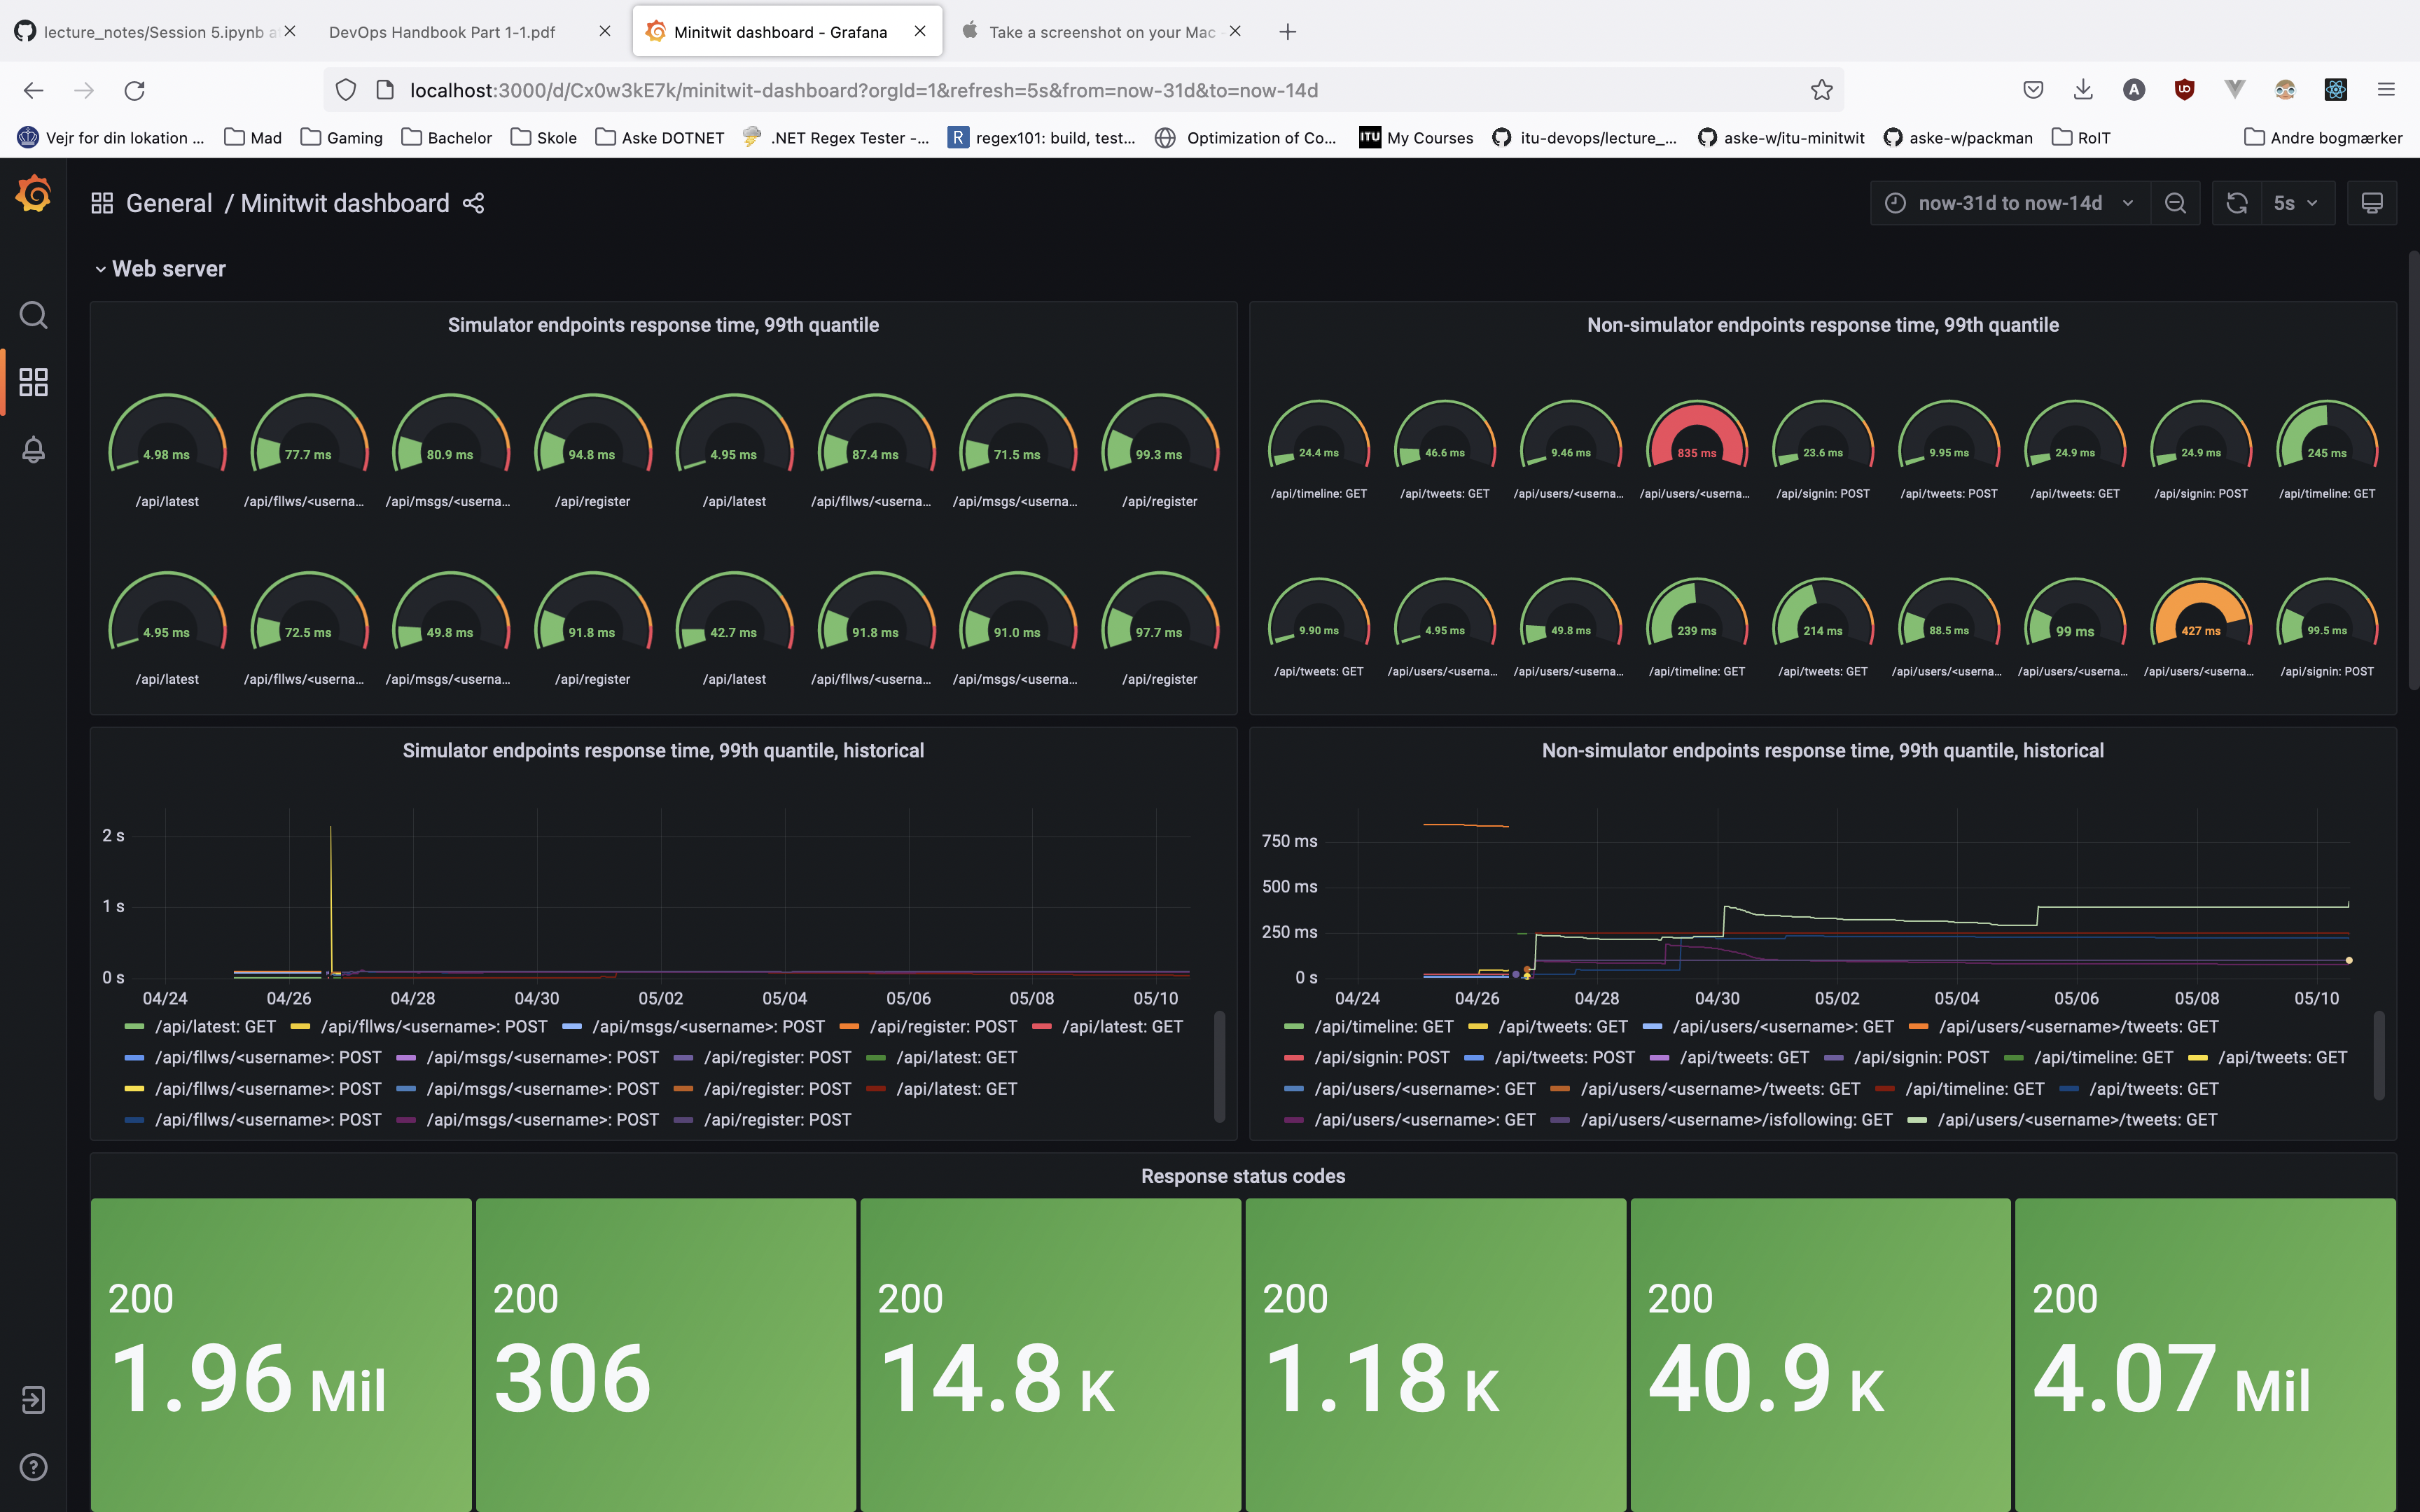 lecture_notes/Session 5.ipynb a
DevOps Handbook Part 1-1.pdf
Minitwit dashboard - Grafana
Take a screenshot on your Mac -
localhost:3000/d/Cx0w3kE7k/minitwit-dashboard?orgId=1&refresh=5s&from=now-31d&to=now-14d
Vejr for din lokation ... Mad Gaming Bachelor Skole Aske DOTNET .NET Regex Tester -... regex101: build, test... Optimization of Co... ITU My Courses itu-devops/lecture_... aske-w/itu-minitwit aske-w/packman RoIT Andre bogmærker
General / Minitwit dashboard
now-31d to now-14d 5s
Web server
Simulator endpoints response time, 99th quantile
4.98 ms 77.7 ms 80.9 ms 94.8 ms 4.95 ms 87.4 ms 71.5 ms 99.3 ms
/api/latest /api/fllws/<userna... /api/msgs/<userna... /api/register /api/latest /api/fllws/<userna... /api/msgs/<userna... /api/register
4.95 ms 72.5 ms 49.8 ms 91.8 ms 42.7 ms 91.8 ms 91.0 ms 97.7 ms
/api/latest /api/fllws/<userna... /api/msgs/<userna... /api/register /api/latest /api/fllws/<userna... /api/msgs/<userna... /api/register
Non-simulator endpoints response time, 99th quantile
24.4 ms 46.6 ms 9.46 ms 835 ms 23.6 ms 9.95 ms 24.9 ms 24.9 ms 245 ms
/api/timeline: GET /api/tweets: GET /api/users/<userna... /api/users/<userna... /api/signin: POST /api/tweets: POST /api/tweets: GET /api/signin: POST /api/timeline: GET
9.90 ms 4.95 ms 49.8 ms 239 ms 214 ms 88.5 ms 99 ms 427 ms 99.5 ms
/api/tweets: GET /api/users/<userna... /api/users/<userna... /api/timeline: GET /api/tweets: GET /api/users/<userna... /api/users/<userna... /api/users/<userna... /api/signin: POST
Simulator endpoints response time, 99th quantile, historical
2 s
1 s
0 s
04/24 04/26 04/28 04/30 05/02 05/04 05/06 05/08 05/10
/api/latest: GET /api/fllws/<username>: POST /api/msgs/<username>: POST /api/register: POST /api/latest: GET
/api/fllws/<username>: POST /api/msgs/<username>: POST /api/register: POST /api/latest: GET
/api/fllws/<username>: POST /api/msgs/<username>: POST /api/register: POST /api/latest: GET
/api/fllws/<username>: POST /api/msgs/<username>: POST /api/register: POST
Non-simulator endpoints response time, 99th quantile, historical
750 ms
500 ms
250 ms
0 s
04/24 04/26 04/28 04/30 05/02 05/04 05/06 05/08 05/10
/api/timeline: GET /api/tweets: GET /api/users/<username>: GET /api/users/<username>/tweets: GET
/api/signin: POST /api/tweets: POST /api/tweets: GET /api/signin: POST /api/timeline: GET /api/tweets: GET
/api/users/<username>: GET /api/users/<username>/tweets: GET /api/timeline: GET /api/tweets: GET
/api/users/<username>: GET /api/users/<username>/isfollowing: GET /api/users/<username>/tweets: GET
Response status codes
200 200 200 200 200 200
1.96 Mil 306 14.8 K 1.18 K 40.9 K 4.07 Mil